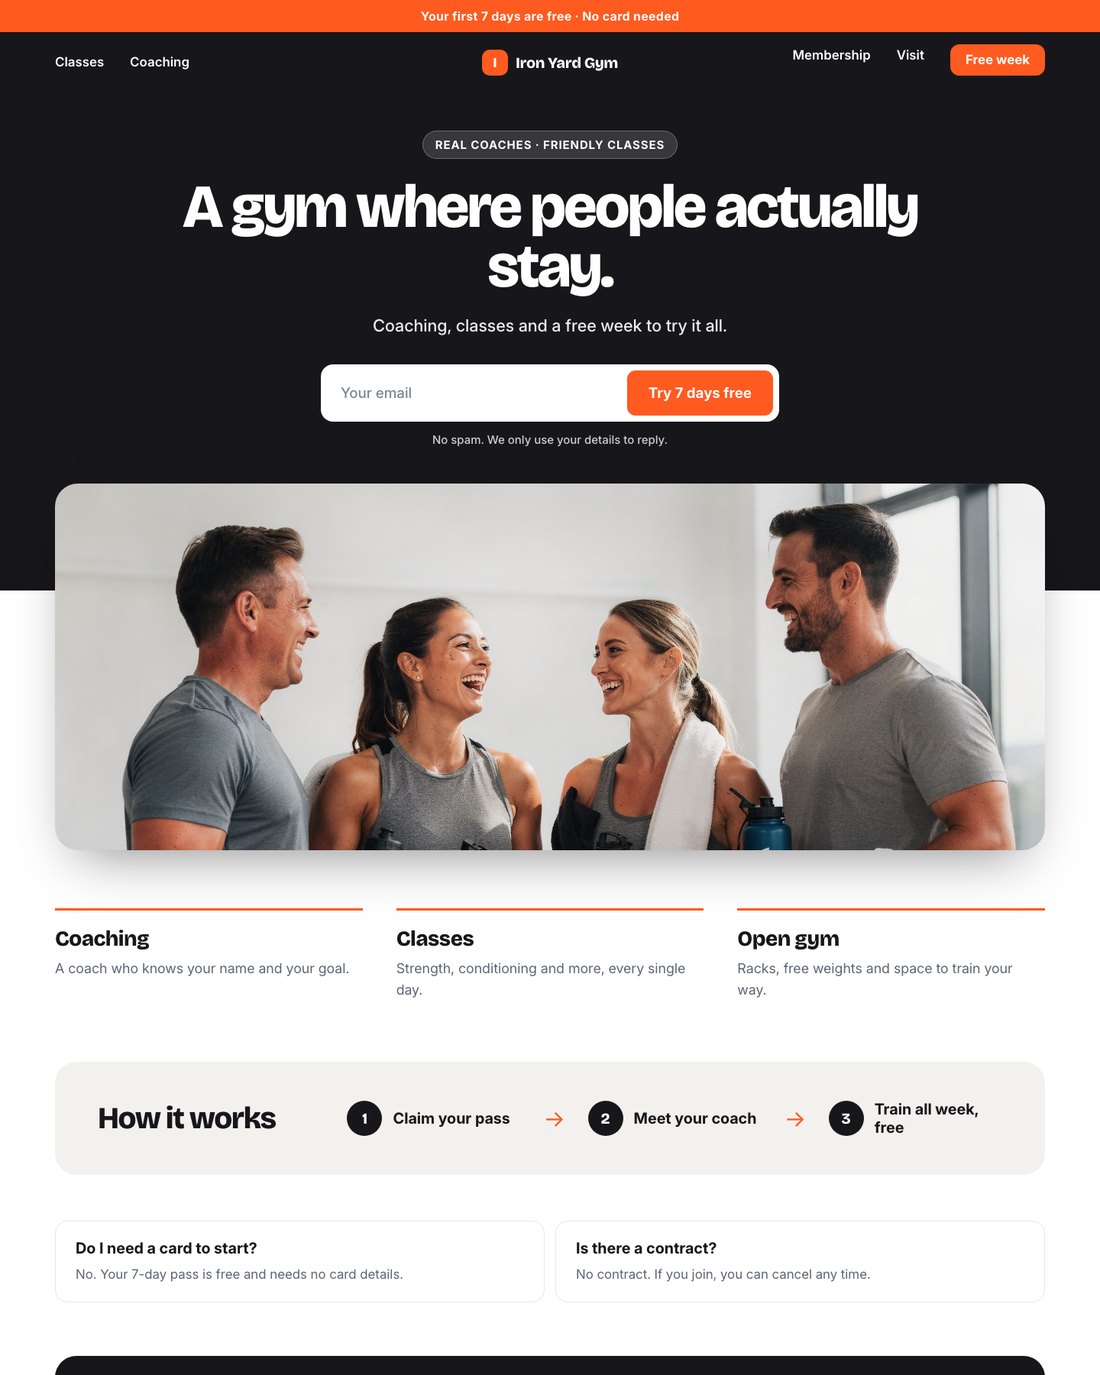 Your first 7 days are free · No card needed
Classes
Coaching
I
Iron Yard Gym
Membership
Visit
Free week
REAL COACHES · FRIENDLY CLASSES
A gym where people actually
stay.
Coaching, classes and a free week to try it all.
Your email
Try 7 days free
No spam. We only use your details to reply.
Coaching
A coach who knows your name and your goal.
Classes
Strength, conditioning and more, every single
day.
Open gym
Racks, free weights and space to train your
way.
How it works
1
Claim your pass
2
Meet your coach
3
Train all week,
free
Do I need a card to start?
No. Your 7-day pass is free and needs no card details.
Is there a contract?
No contract. If you join, you can cancel any time.